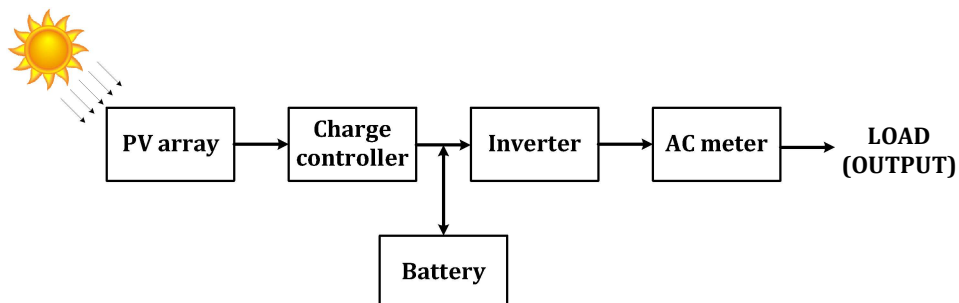 PV array
Charge
controller
Inverter
AC meter
LOAD
(OUTPUT)
Battery